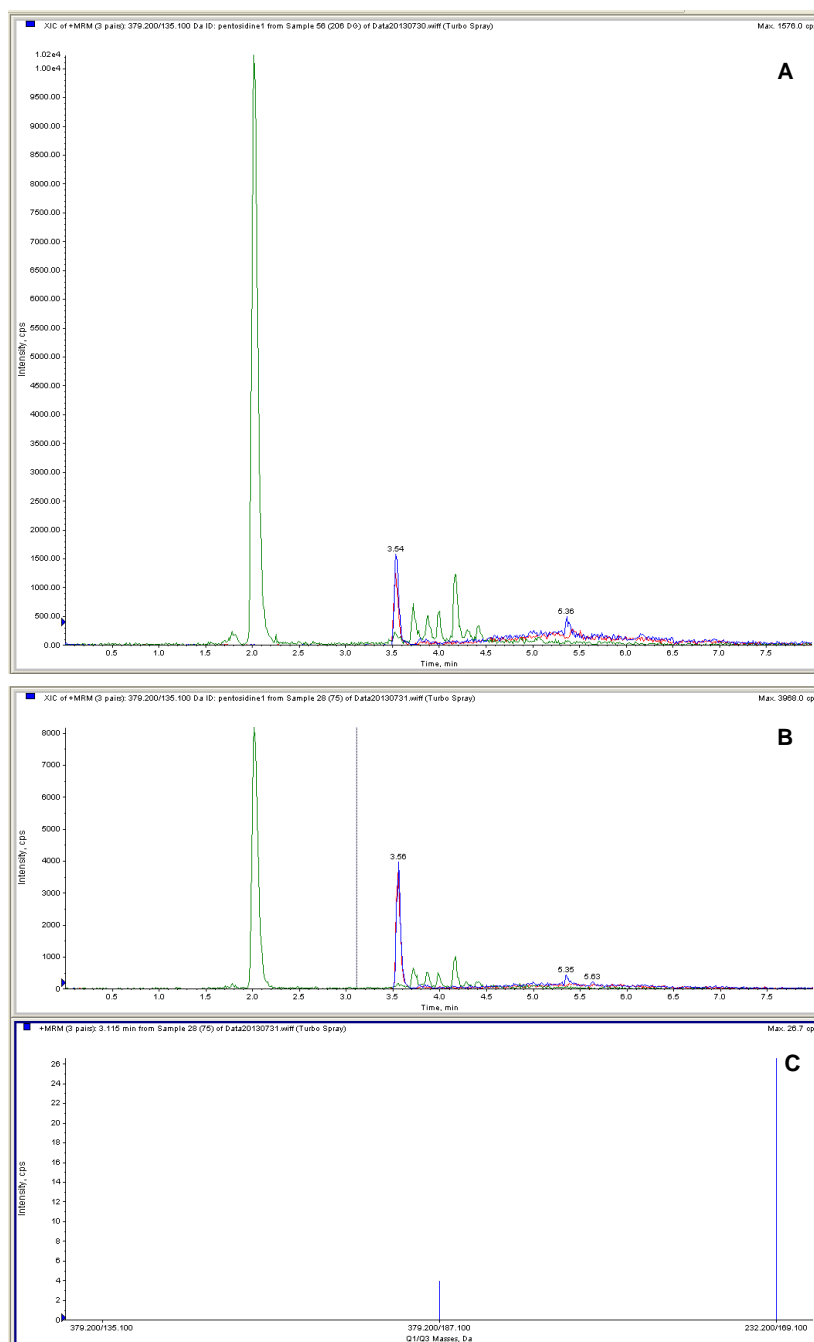 XIC of +MRM (3 pairs): 379.200/135.100 Da ID: pentosidine1 from Sample 56 (206 DG) of Data20130730.wiff (Turbo Spray)
Max. 1576.0 cps
A
1.02e4
1.00e4
9500.00
9000.00
8500.00
8000.00
7500.00
7000.00
6500.00
6000.00
5500.00
5000.00
4500.00
4000.00
3500.00
3000.00
2500.00
2000.00
1500.00
1000.00
500.00
0.00
Intensity, cps
3.54
5.36
0.5 1.0 1.5 2.0 2.5 3.0 3.5 4.0 4.5 5.0 5.5 6.0 6.5 7.0 7.5
Time, min
XIC of +MRM (3 pairs): 379.200/135.100 Da ID: pentosidine1 from Sample 28 (75) of Data20130731.wiff (Turbo Spray)
Max. 3968.0 cps
B
8000
7000
6000
5000
4000
3000
2000
1000
0
Intensity, cps
3.56
5.35
5.63
0.5 1.0 1.5 2.0 2.5 3.0 3.5 4.0 4.5 5.0 5.5 6.0 6.5 7.0 7.5
Time, min
+MRM (3 pairs): 3.115 min from Sample 28 (75) of Data20130731.wiff (Turbo Spray)
Max. 26.7 cps
C
26
24
22
20
18
16
14
12
10
8
6
4
2
0
Intensity, cps
379.200/135.100 379.200/187.100 232.200/169.100
Q1/Q3 Masses, Da